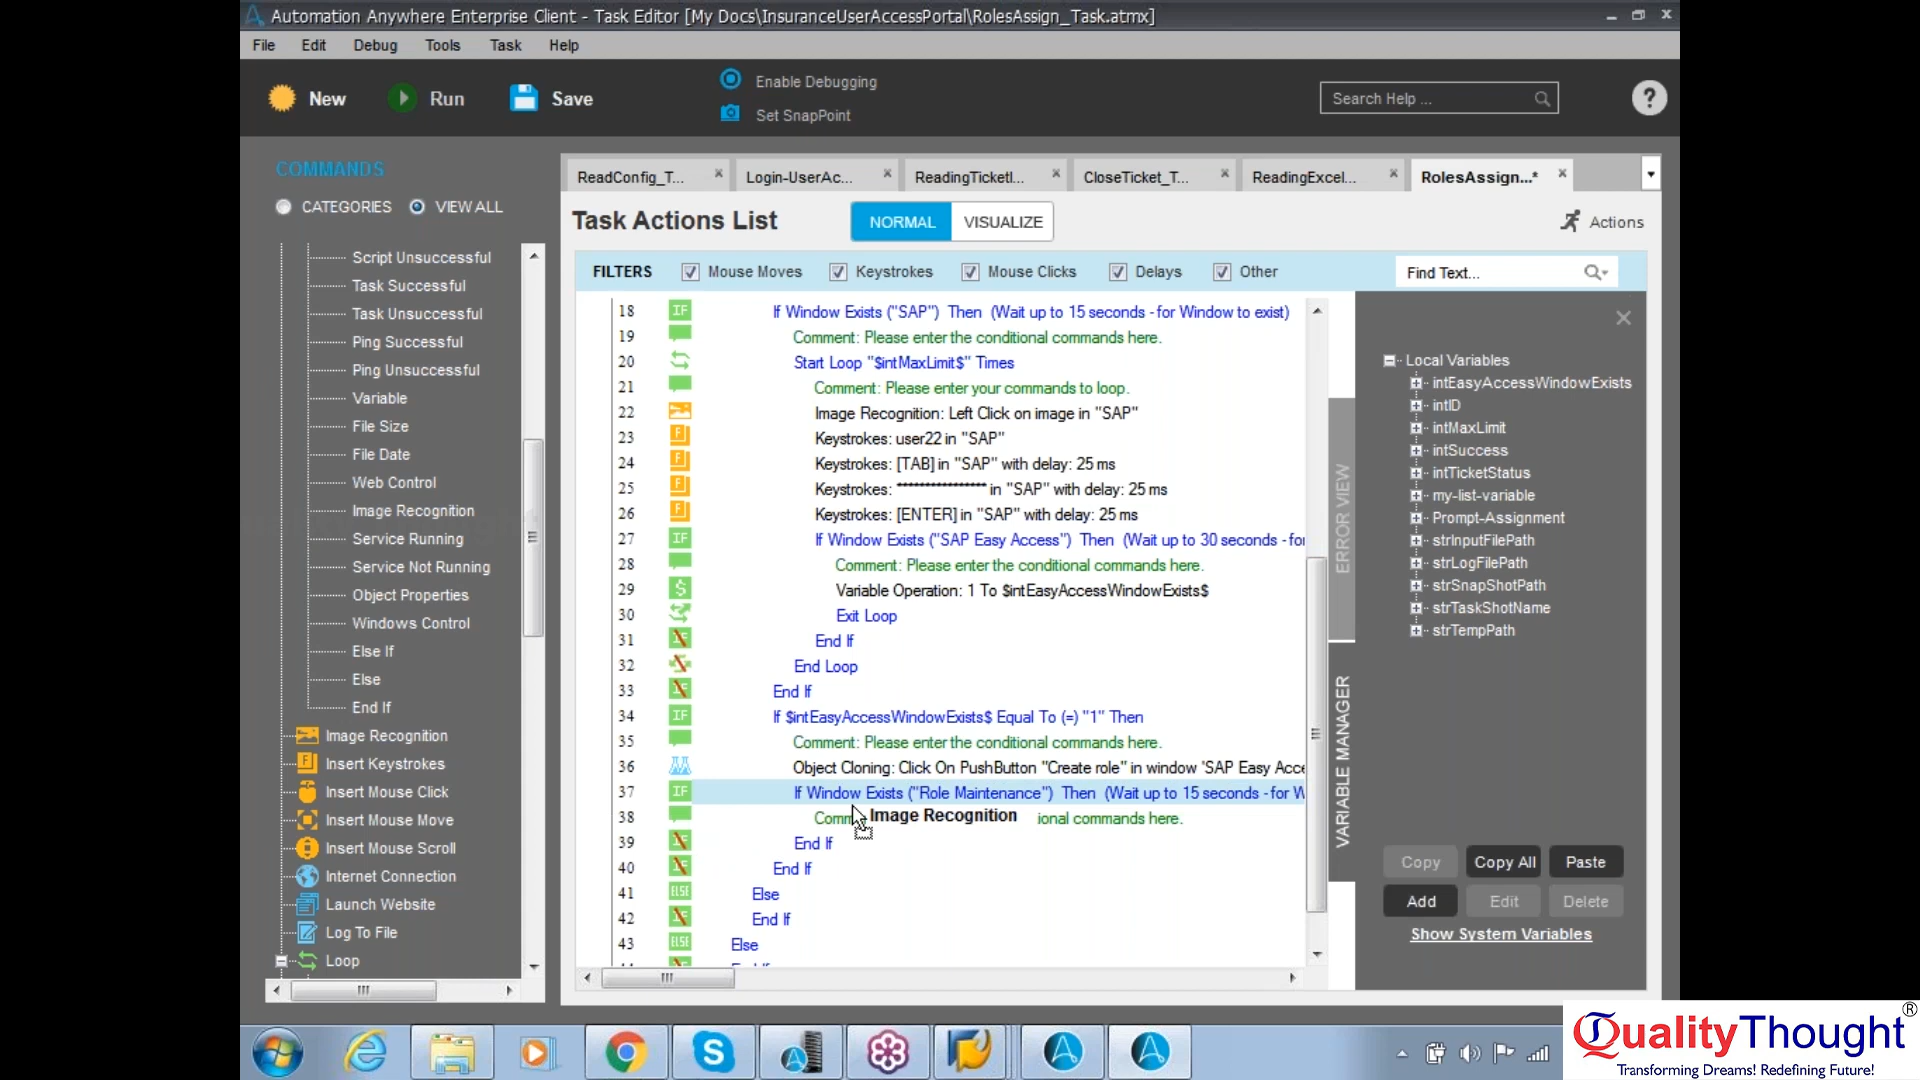 Automation Anywhere Enterprise Client - Task Editor [My Docs\InsuranceUserAccessPortal\RolesAssign_Task.atmx]
File Edit Debug Tools Task Help
New Run Save
Enable Debugging
Set SnapPoint
Search Help ...
?
COMMANDS
CATEGORIES VIEW ALL
Script Unsuccessful
Task Successful
Task Unsuccessful
Ping Successful
Ping Unsuccessful
Variable
File Size
File Date
Web Control
Image Recognition
Service Running
Service Not Running
Object Properties
Windows Control
Else If
Else
End If
Image Recognition
Insert Keystrokes
Insert Mouse Click
Insert Mouse Move
Insert Mouse Scroll
Internet Connection
Launch Website
Log To File
Loop
ReadConfig_T... Login-UserAc... ReadingTicketI... CloseTicket_T... ReadingExcel... RolesAssign...*
Task Actions List NORMAL VISUALIZE Actions
FILTERS Mouse Moves Keystrokes Mouse Clicks Delays Other Find Text...
18 If Window Exists ("SAP") Then (Wait up to 15 seconds - for Window to exist)
19 Comment: Please enter the conditional commands here.
20 Start Loop "$intMaxLimit$" Times
21 Comment: Please enter your commands to loop.
22 Image Recognition: Left Click on image in "SAP"
23 Keystrokes: user22 in "SAP"
24 Keystrokes: [TAB] in "SAP" with delay: 25 ms
25 Keystrokes: **************** in "SAP" with delay: 25 ms
26 Keystrokes: [ENTER] in "SAP" with delay: 25 ms
27 If Window Exists ("SAP Easy Access") Then (Wait up to 30 seconds - for
28 Comment: Please enter the conditional commands here.
29 Variable Operation: 1 To $intEasyAccessWindowExists$
30 Exit Loop
31 End If
32 End Loop
33 End If
34 If $intEasyAccessWindowExists$ Equal To (=) "1" Then
35 Comment: Please enter the conditional commands here.
36 Object Cloning: Click On PushButton "Create role" in window 'SAP Easy Acce
37 If Window Exists ("Role Maintenance") Then (Wait up to 15 seconds - for W
38 Comm Image Recognition ional commands here.
39 End If
40 End If
41 Else
42 End If
43 Else
ERROR VIEW
VARIABLE MANAGER
Local Variables
intEasyAccessWindowExists
intID
intMaxLimit
intSuccess
intTicketStatus
my-list-variable
Prompt-Assignment
strInputFilePath
strLogFilePath
strSnapShotPath
strTaskShotName
strTempPath
Copy Copy All Paste
Add Edit Delete
Show System Variables
QualityThought®
Transforming Dreams! Redefining Future!